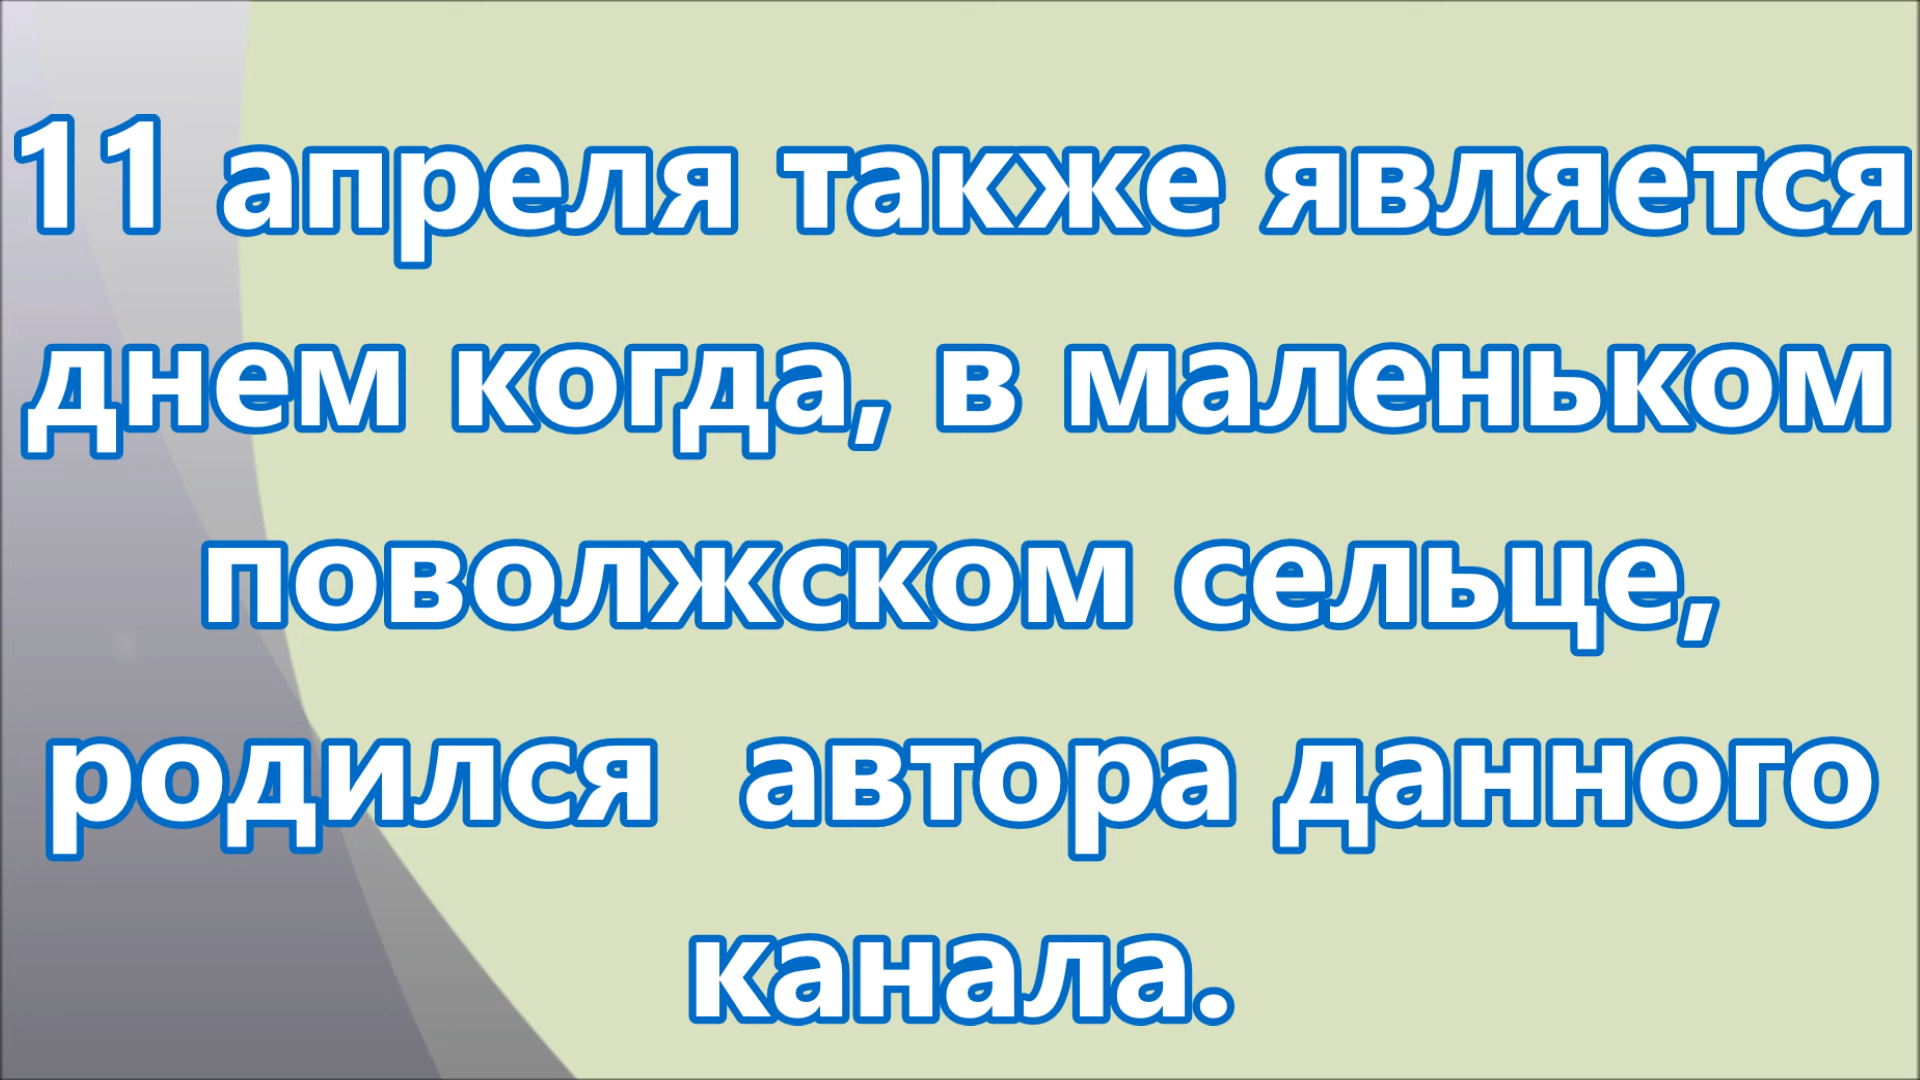 11 апреля также является
днем когда, в маленьком
поволжском сельце,
родился автора данного
канала.